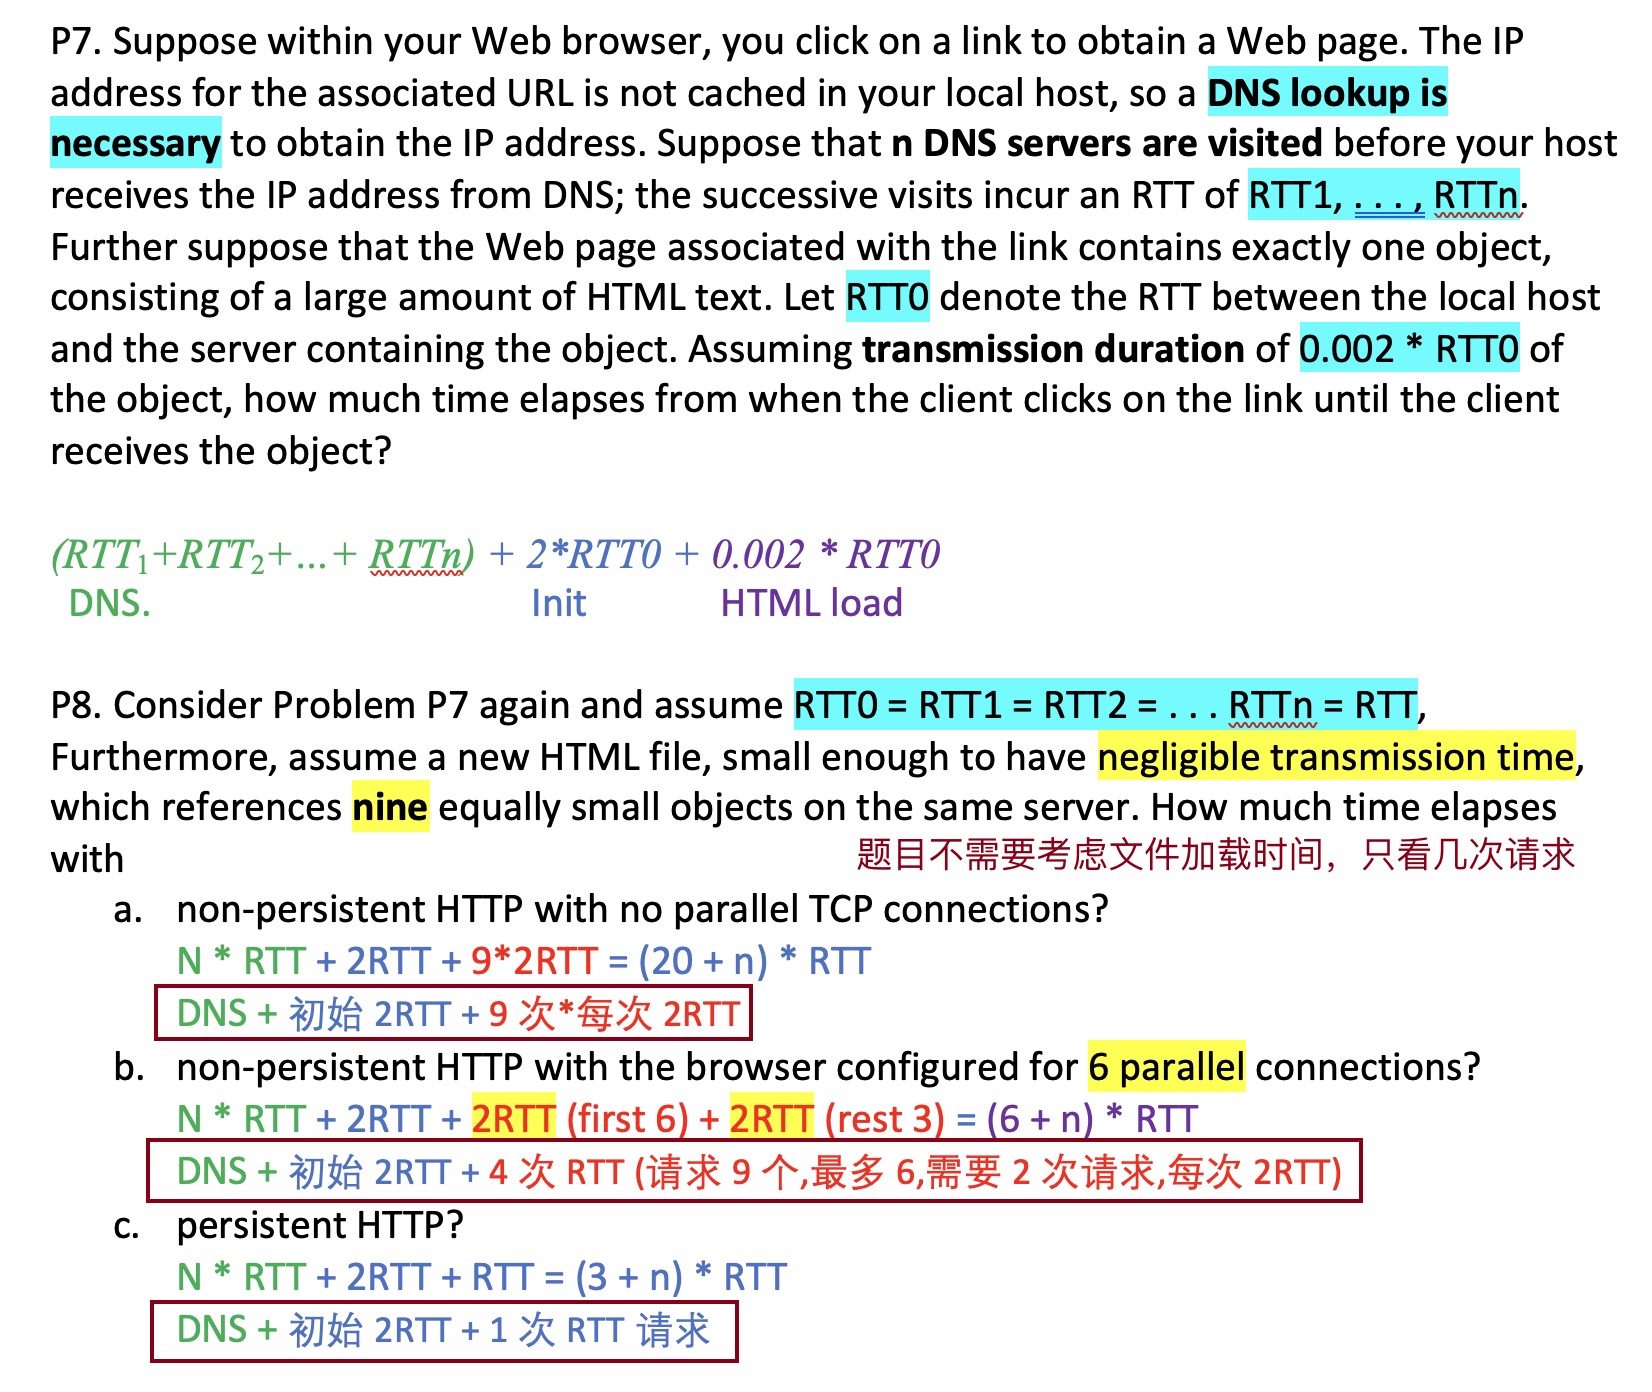 P7. Suppose within your Web browser, you click on a link to obtain a Web page. The IP
address for the associated URL is not cached in your local host, so a DNS lookup is
necessary to obtain the IP address. Suppose that n DNS servers are visited before your host
receives the IP address from DNS; the successive visits incur an RTT of RTT1, . . . , RTTn.
Further suppose that the Web page associated with the link contains exactly one object,
consisting of a large amount of HTML text. Let RTT0 denote the RTT between the local host
and the server containing the object. Assuming transmission duration of 0.002 * RTT0 of
the object, how much time elapses from when the client clicks on the link until the client
receives the object?
(RTT₁+RTT₂+...+ RTTn) + 2*RTT0 + 0.002 * RTT0
DNS. Init HTML load
P8. Consider Problem P7 again and assume RTT0 = RTT1 = RTT2 = . . . RTTn = RTT,
Furthermore, assume a new HTML file, small enough to have negligible transmission time,
which references nine equally small objects on the same server. How much time elapses
with 题目不需要考虑文件加载时间，只看几次请求
a. non-persistent HTTP with no parallel TCP connections?
N * RTT + 2RTT + 9*2RTT = (20 + n) * RTT
DNS + 初始 2RTT + 9 次*每次 2RTT
b. non-persistent HTTP with the browser configured for 6 parallel connections?
N * RTT + 2RTT + 2RTT (first 6) + 2RTT (rest 3) = (6 + n) * RTT
DNS + 初始 2RTT + 4 次 RTT (请求 9 个,最多 6,需要 2 次请求,每次 2RTT)
c. persistent HTTP?
N * RTT + 2RTT + RTT = (3 + n) * RTT
DNS + 初始 2RTT + 1 次 RTT 请求